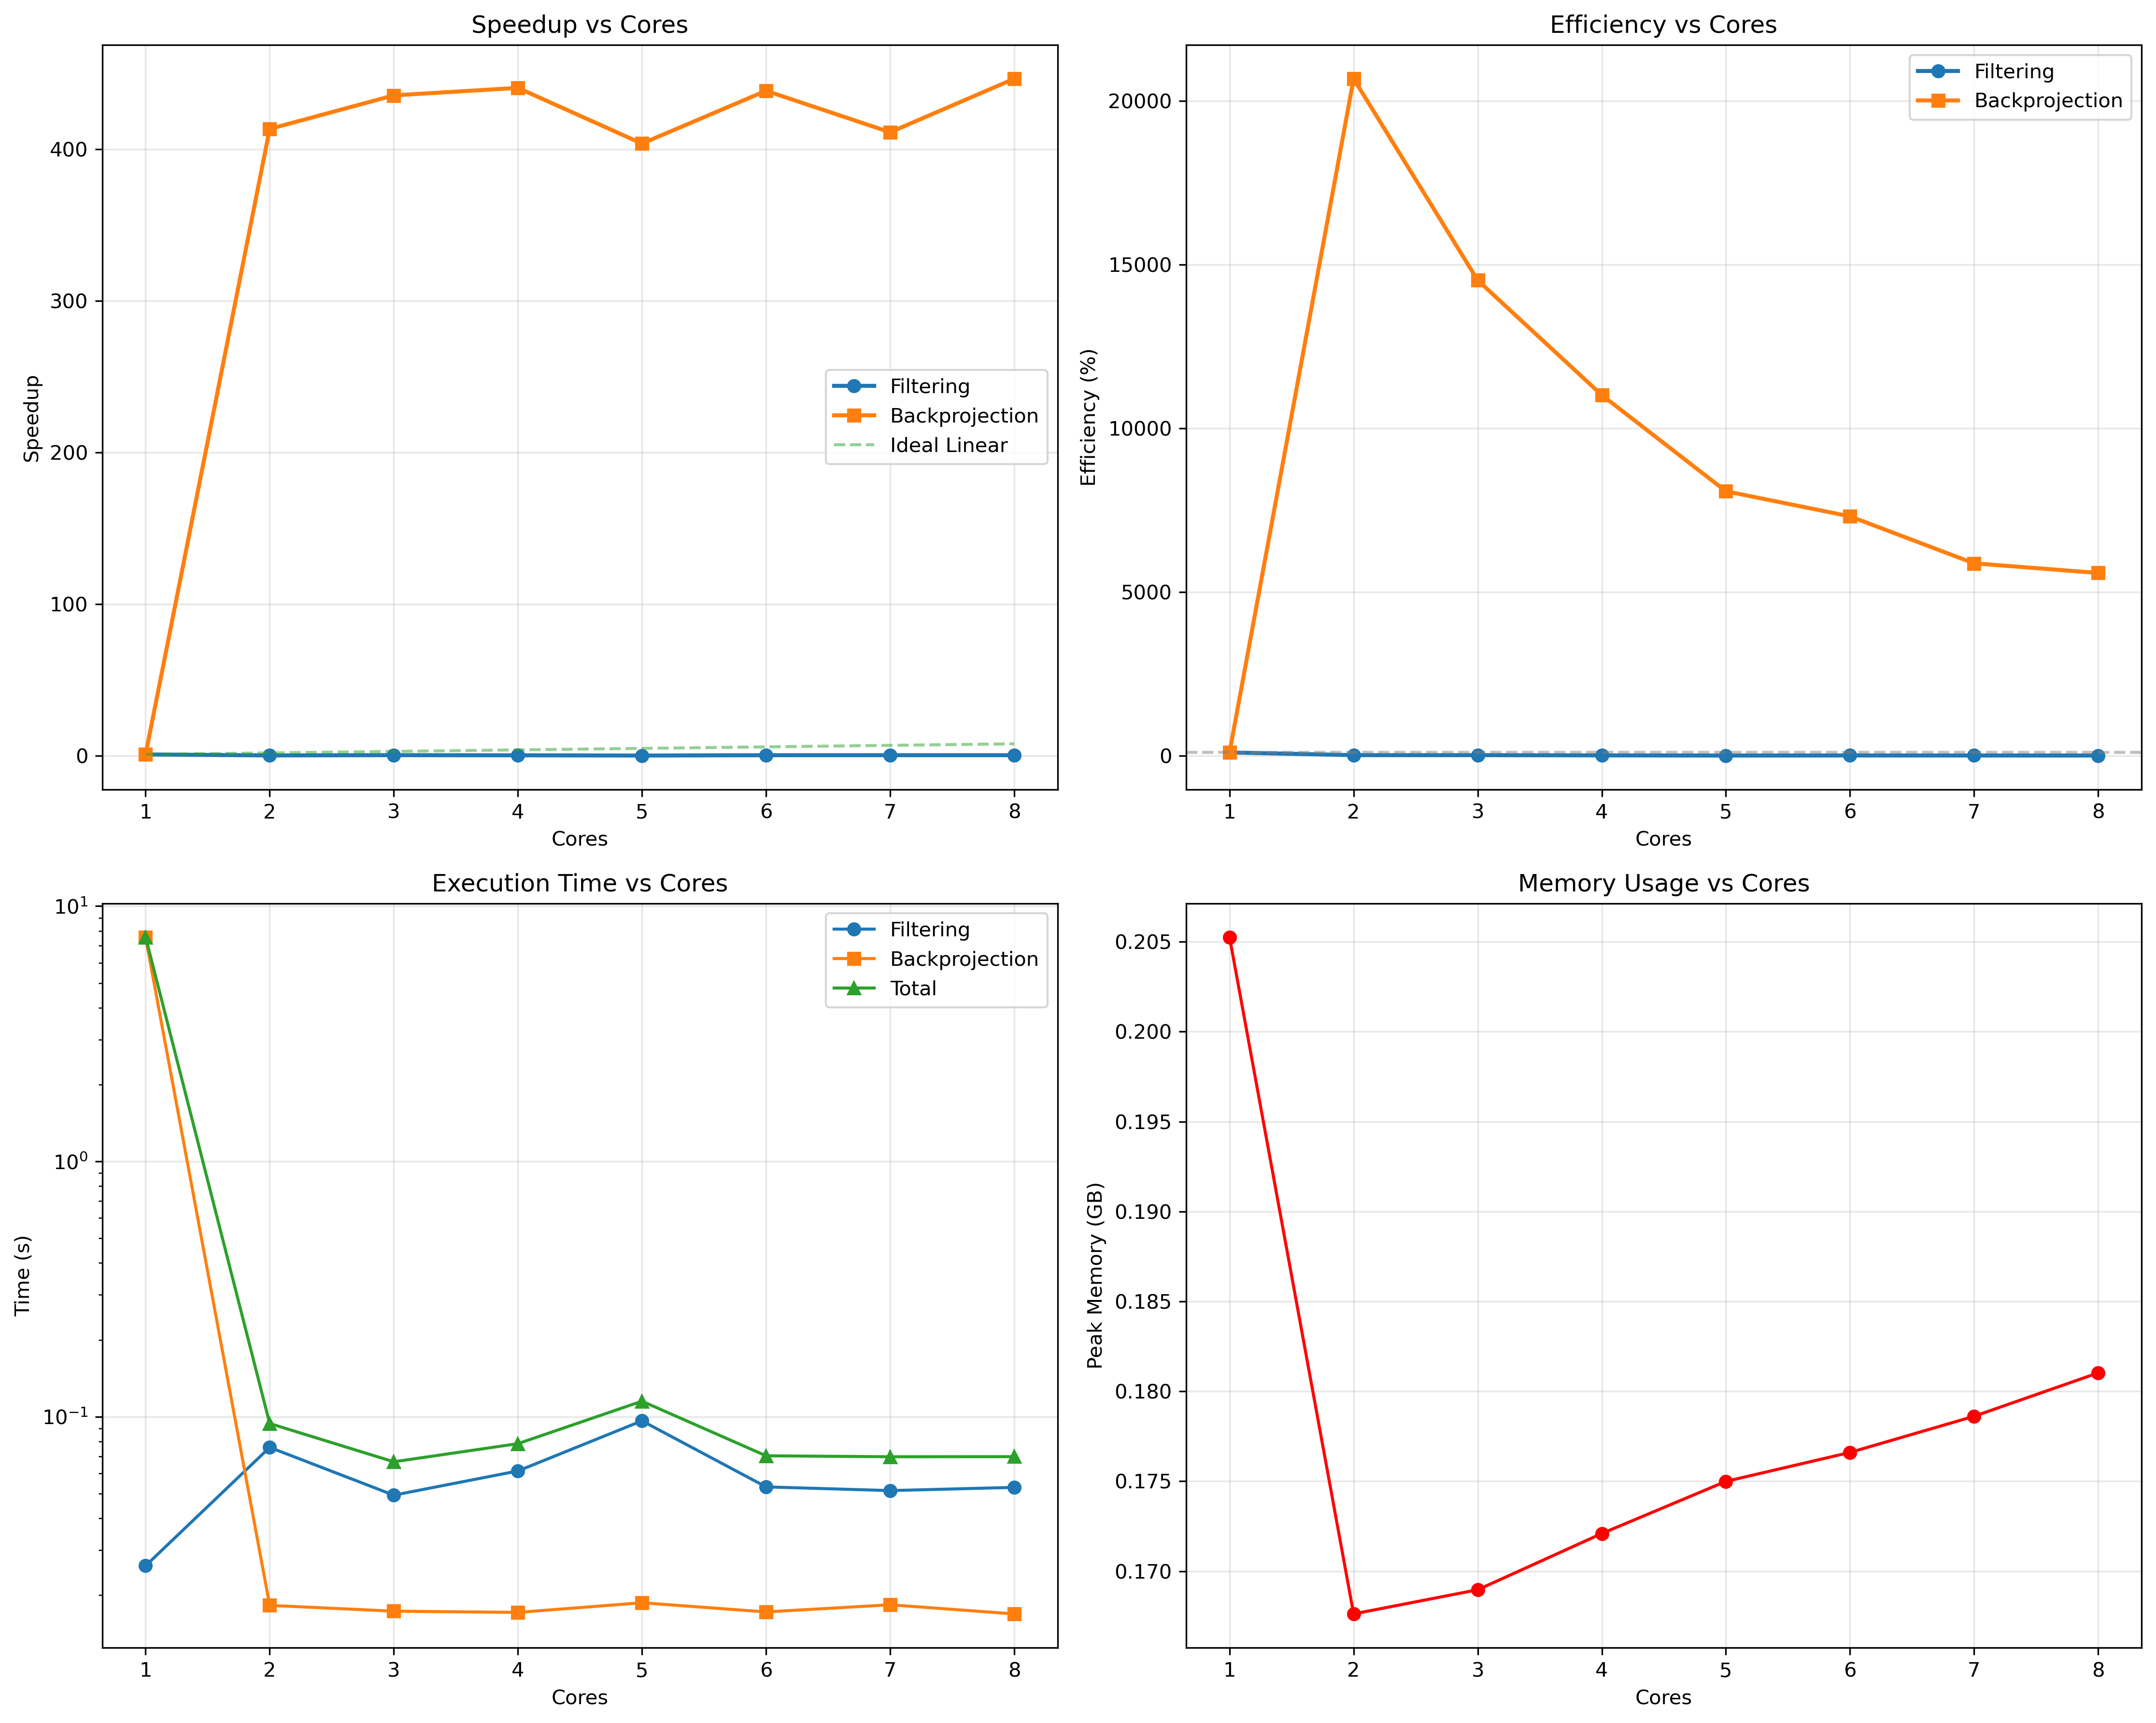 Speedup vs Cores
Speedup
400
300
200
100
0
Filtering
Backprojection
Ideal Linear
1 2 3 4 5 6 7 8
Cores
Efficiency vs Cores
Efficiency (%)
20000
15000
10000
5000
0
Filtering
Backprojection
1 2 3 4 5 6 7 8
Cores
Execution Time vs Cores
Time (s)
10¹
10⁰
10⁻¹
Filtering
Backprojection
Total
1 2 3 4 5 6 7 8
Cores
Memory Usage vs Cores
Peak Memory (GB)
0.205
0.200
0.195
0.190
0.185
0.180
0.175
0.170
1 2 3 4 5 6 7 8
Cores